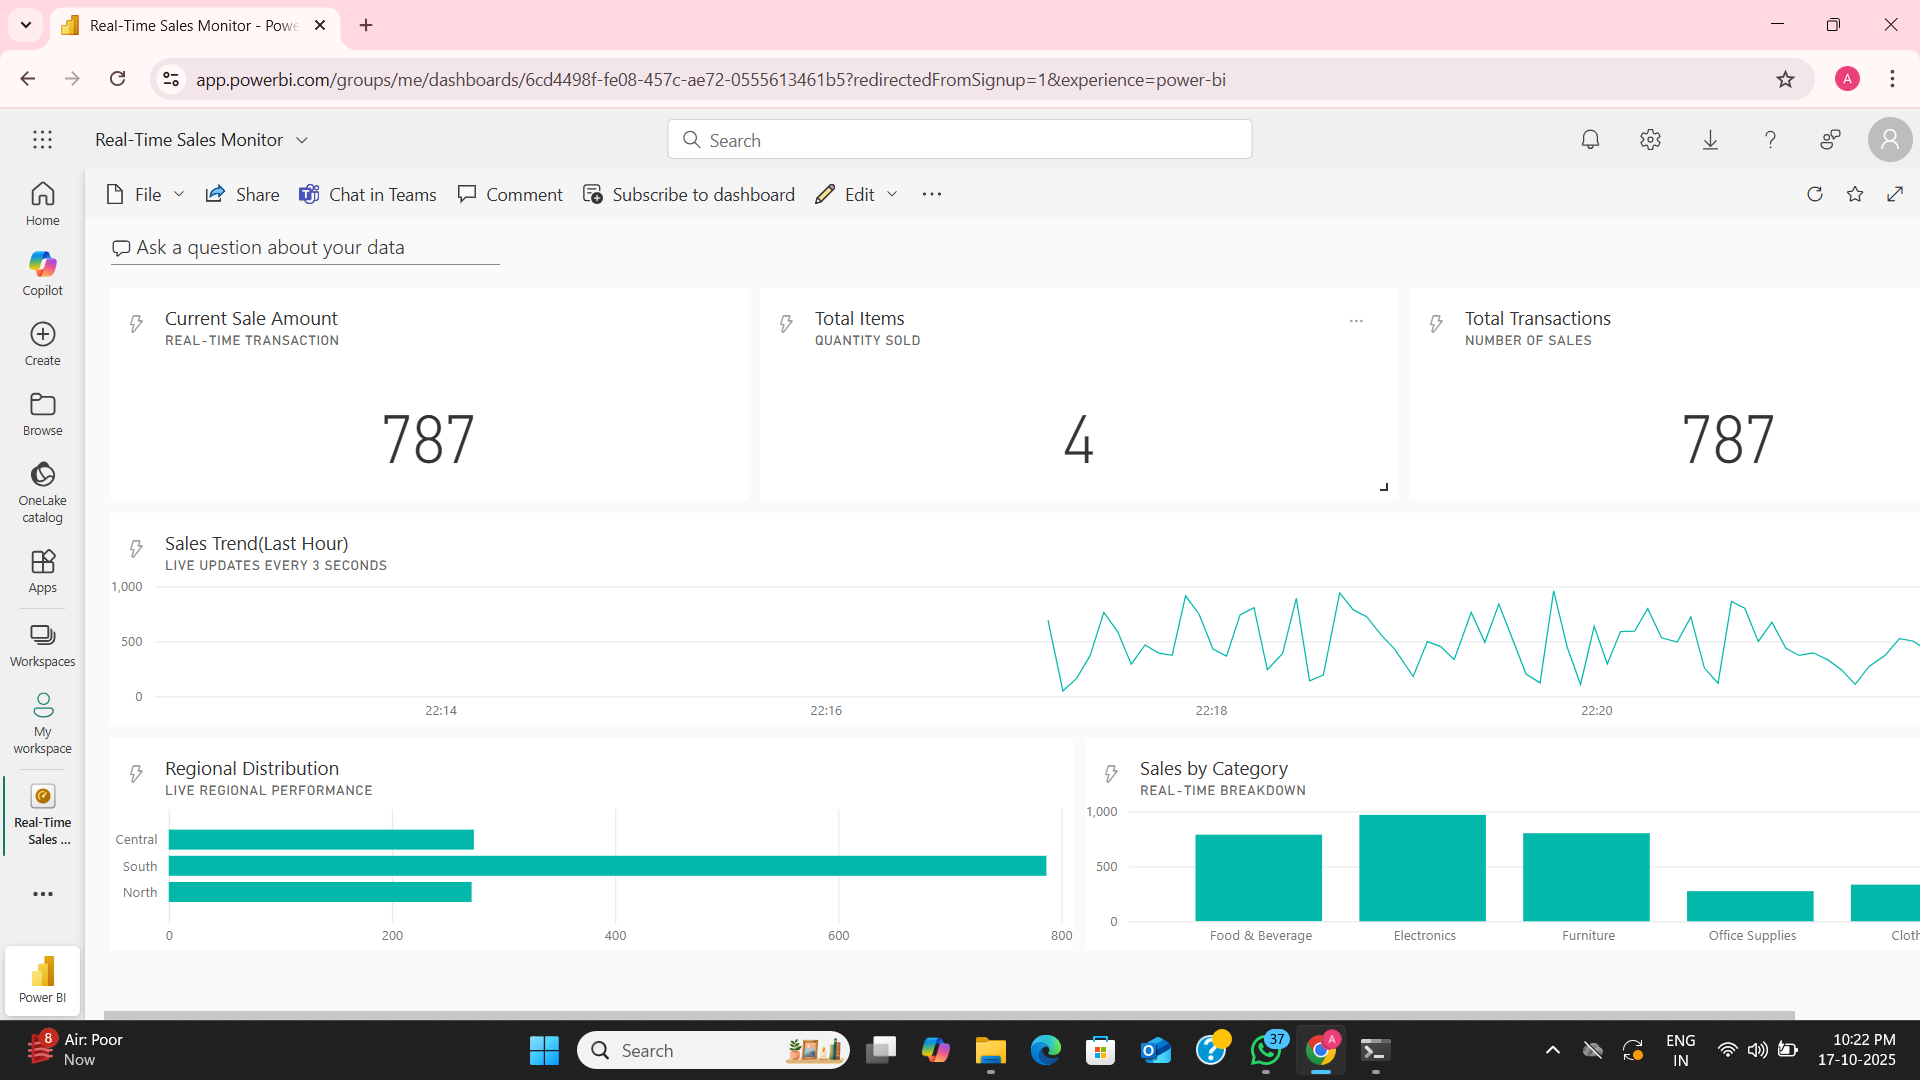 Real-Time Sales Monitor - Powe
app.powerbi.com/groups/me/dashboards/6cd4498f-fe08-457c-ae72-0555613461b5?redirectedFromSignup=1&experience=power-bi
A
Real-Time Sales Monitor
Search
File
Share
Chat in Teams
Comment
Subscribe to dashboard
Edit
Home
Copilot
Create
Browse
OneLake
catalog
Apps
Workspaces
My
workspace
Real-Time
Sales ...
Power BI
Ask a question about your data
Current Sale Amount
REAL-TIME TRANSACTION
787
Total Items
QUANTITY SOLD
4
Total Transactions
NUMBER OF SALES
787
Sales Trend(Last Hour)
LIVE UPDATES EVERY 3 SECONDS
1,000
500
0
22:14 22:16 22:18 22:20
Regional Distribution
LIVE REGIONAL PERFORMANCE
Central
South
North
0 200 400 600 800
Sales by Category
REAL-TIME BREAKDOWN
1,000
500
0
Food & Beverage Electronics Furniture Office Supplies Cloth
8
Air: Poor
Now
Search
37
A
ENG
IN
10:22 PM
17-10-2025